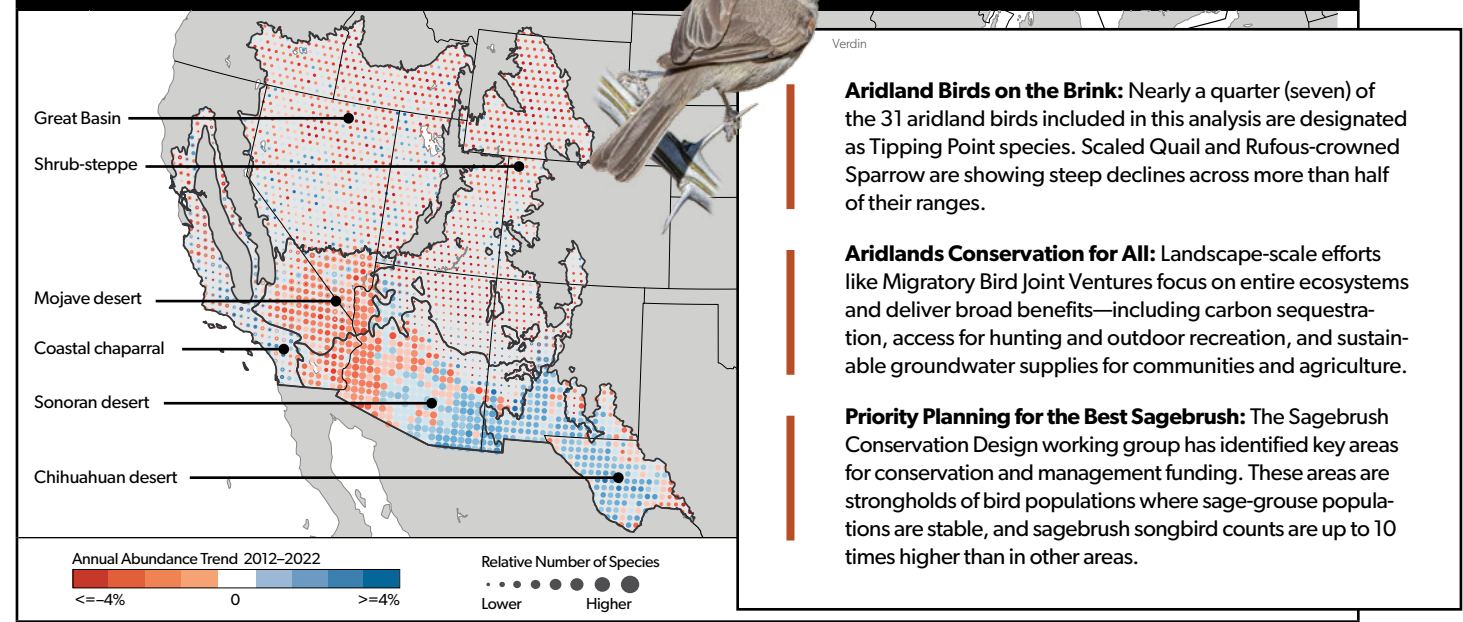 Verdin
Great Basin
Shrub-steppe
Mojave desert
Coastal chaparral
Sonoran desert
Chihuahuan desert
Annual Abundance Trend 2012–2022
<=–4% 0 >=4%
Relative Number of Species
Lower Higher
Aridland Birds on the Brink: Nearly a quarter (seven) of
the 31 aridland birds included in this analysis are designated
as Tipping Point species. Scaled Quail and Rufous-crowned
Sparrow are showing steep declines across more than half
of their ranges.
Aridlands Conservation for All: Landscape-scale efforts
like Migratory Bird Joint Ventures focus on entire ecosystems
and deliver broad benefits—including carbon sequestra-
tion, access for hunting and outdoor recreation, and sustain-
able groundwater supplies for communities and agriculture.
Priority Planning for the Best Sagebrush: The Sagebrush
Conservation Design working group has identified key areas
for conservation and management funding. These areas are
strongholds of bird populations where sage-grouse popula-
tions are stable, and sagebrush songbird counts are up to 10
times higher than in other areas.